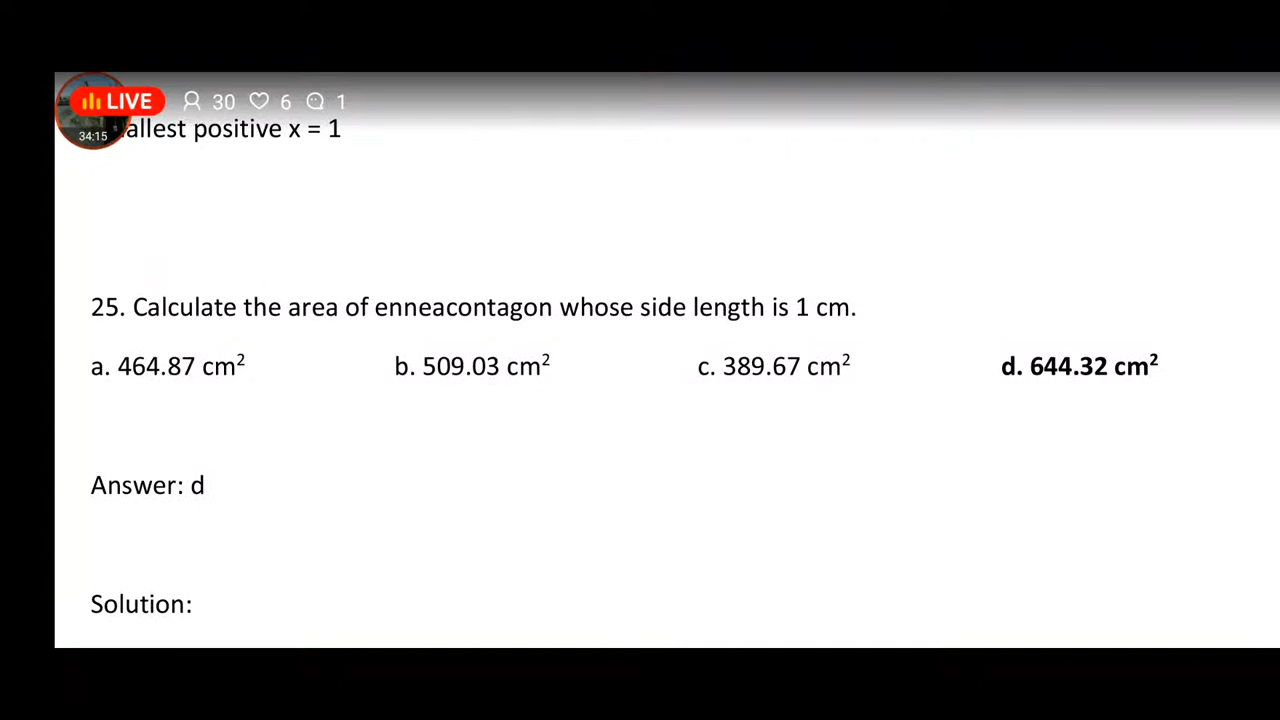 LIVE 30 6 1
34:15
allest positive x = 1
25. Calculate the area of enneacontagon whose side length is 1 cm.
a. 464.87 cm² b. 509.03 cm² c. 389.67 cm² d. 644.32 cm²
Answer: d
Solution: